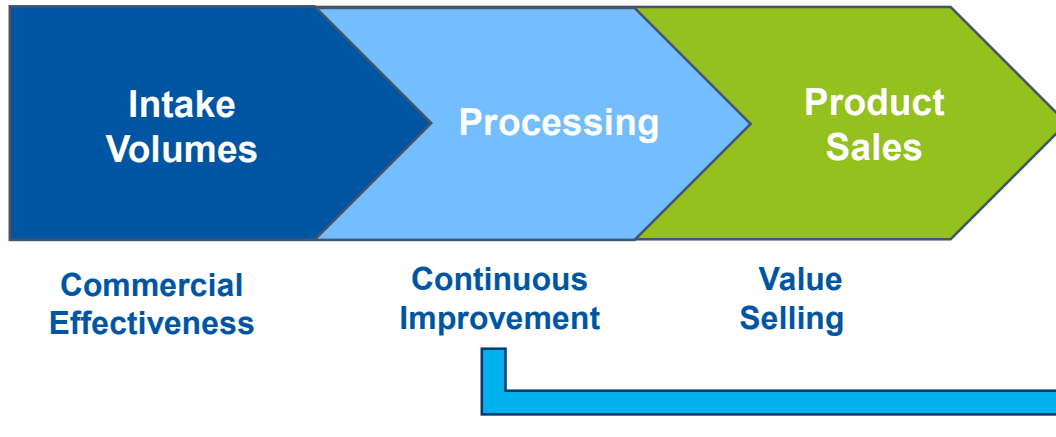 Intake
Volumes
Processing
Product
Sales
Commercial
Effectiveness
Continuous
Improvement
Value
Selling